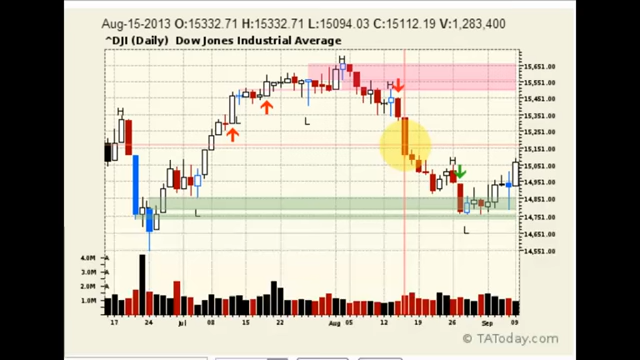 Aug-15-2013 O:15332.71 H:15332.71 L:15094.03 C:15112.19 V:1,283,400
^DJI (Daily) Dow Jones Industrial Average
15,651.00
15,551.00
15,451.00
15,351.00
15,251.00
15,151.00
15,051.00
14,951.00
14,851.00
14,751.00
14,651.00
14,551.00
H
H
H
H
L
L
L
L
4.0M
3.0M
2.0M
1.0M
A
A
A
A
17 24 Jul 08 15 22 Aug 05 12 19 26 Sep 09
© TAToday.com